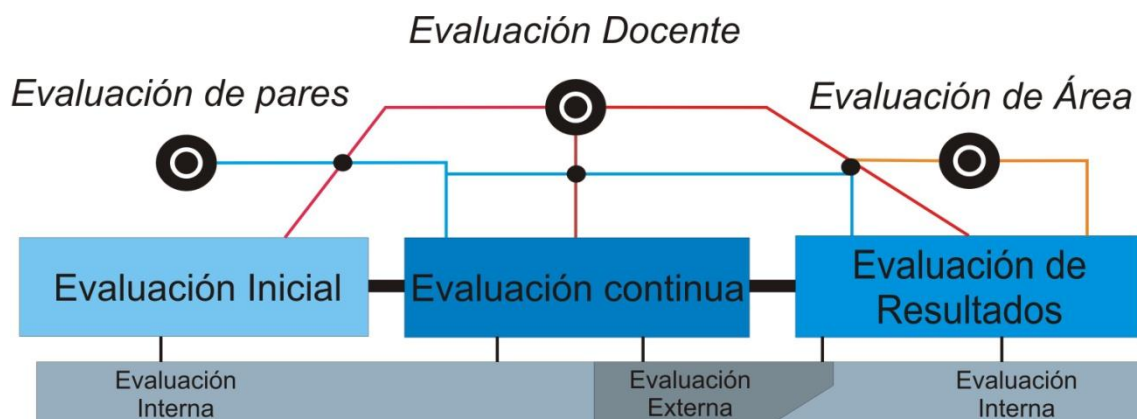 Evaluación Docente
Evaluación de pares
Evaluación de Área
Evaluación Inicial
Evaluación continua
Evaluación de
Resultados
Evaluación
Interna
Evaluación
Externa
Evaluación
Interna